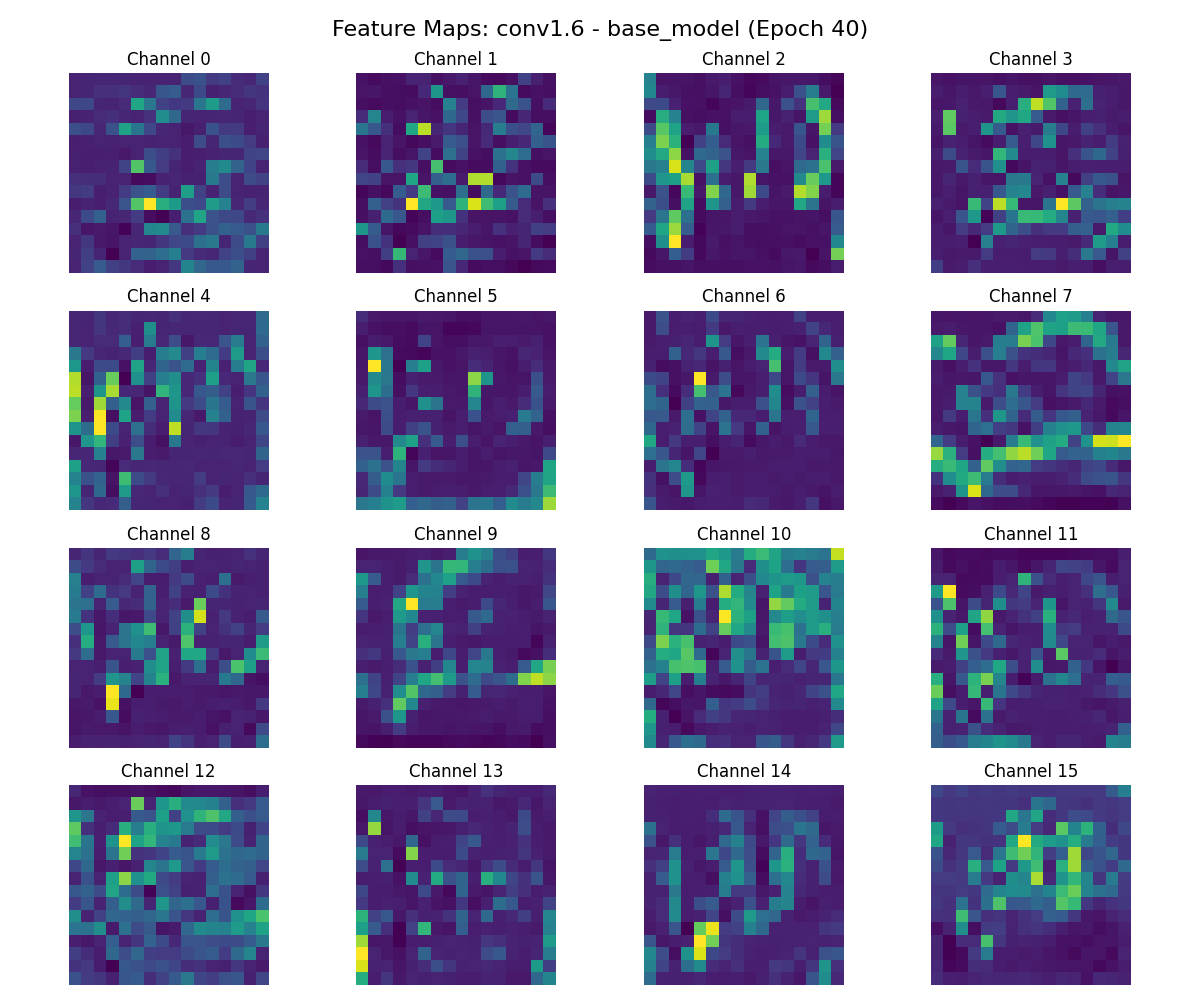 Feature Maps: conv1.6 - base_model (Epoch 40)
Channel 0
Channel 1
Channel 2
Channel 3
Channel 4
Channel 5
Channel 6
Channel 7
Channel 8
Channel 9
Channel 10
Channel 11
Channel 12
Channel 13
Channel 14
Channel 15